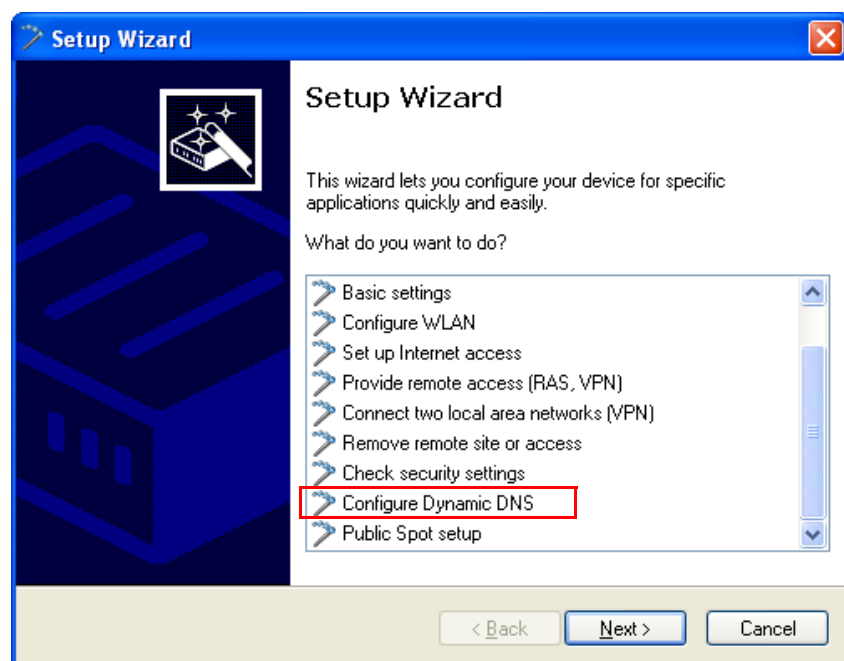 Setup Wizard
Setup Wizard
This wizard lets you configure your device for specific
applications quickly and easily.
What do you want to do?
Basic settings
Configure WLAN
Set up Internet access
Provide remote access (RAS, VPN)
Connect two local area networks (VPN)
Remove remote site or access
Check security settings
Configure Dynamic DNS
Public Spot setup
< Back
Next >
Cancel